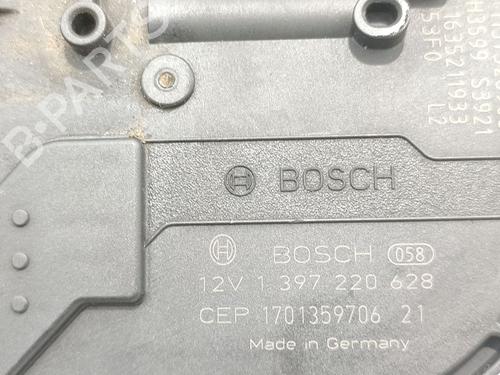 H3599 S3921
1635211933
53F0 L2
BOSCH
BOSCH 058
12V 1 397 220 628
CEP 1701359706 21
Made in Germany
B-PARTS